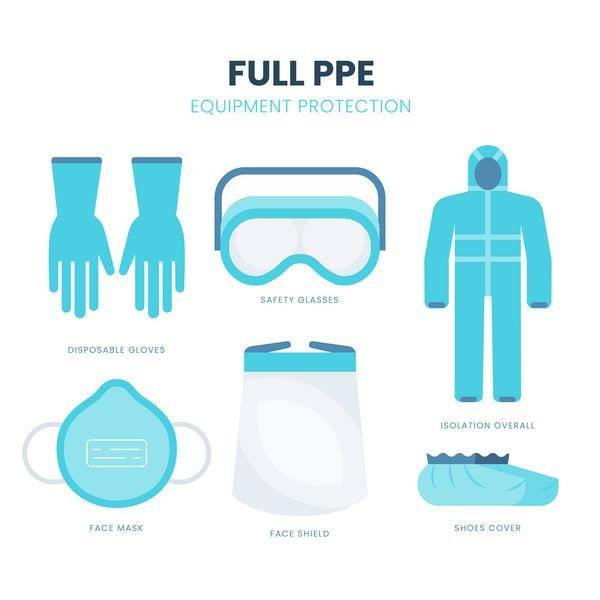 FULL PPE
EQUIPMENT PROTECTION
SAFETY GLASSES
DISPOSABLE GLOVES
ISOLATION OVERALL
FACE MASK
FACE SHIELD
SHOES COVER